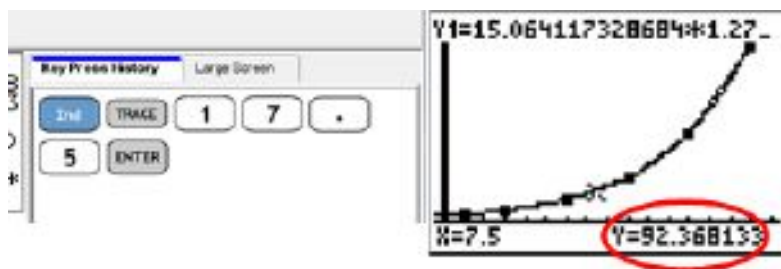 Key Press History Large Screen
2nd TRACE 1 7 .
5 ENTER
Y1=15.064117328684*1.27_
X=7.5 Y=92.368133